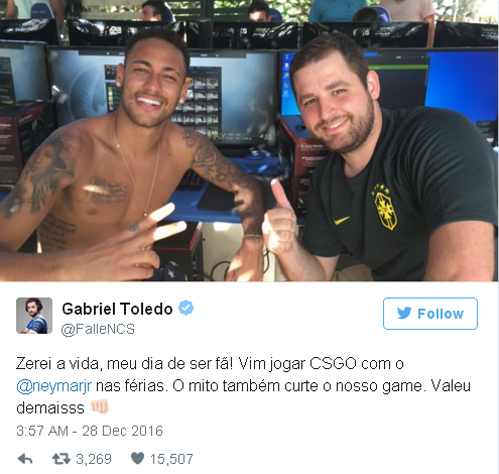 Gabriel Toledo
Follow
@FalleNCS
Zerei a vida, meu dia de ser fã! Vim jogar CSGO com o
@neymarjr nas férias. O mito também curte o nosso game. Valeu
demaisss 👊🏻
3:57 AM - 28 Dec 2016
3,269 15,507